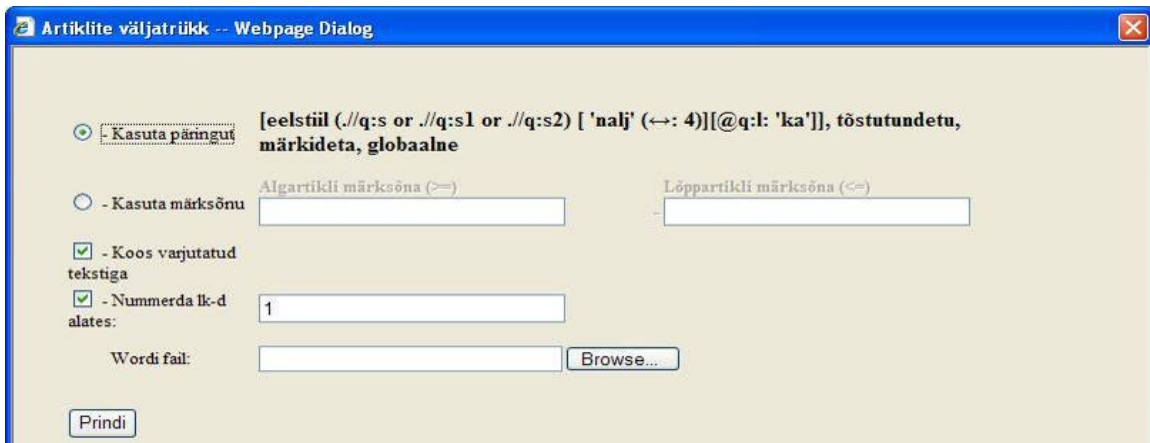 Artiklite väljatrükk -- Webpage Dialog
- Kasuta päringut
[eelstiil (.//q:s or .//q:s1 or .//q:s2) [ 'nalj' (↔: 4)][@q:l: 'ka']], tõstutundetu,
märkideta, globaalne
Algartikli märksõna (>=)
Lõppartikli märksõna (<=)
- Kasuta märksõnu
-
- Koos varjutatud
tekstiga
- Nummerda lk-d
alates:
1
Wordi fail:
Browse...
Prindi